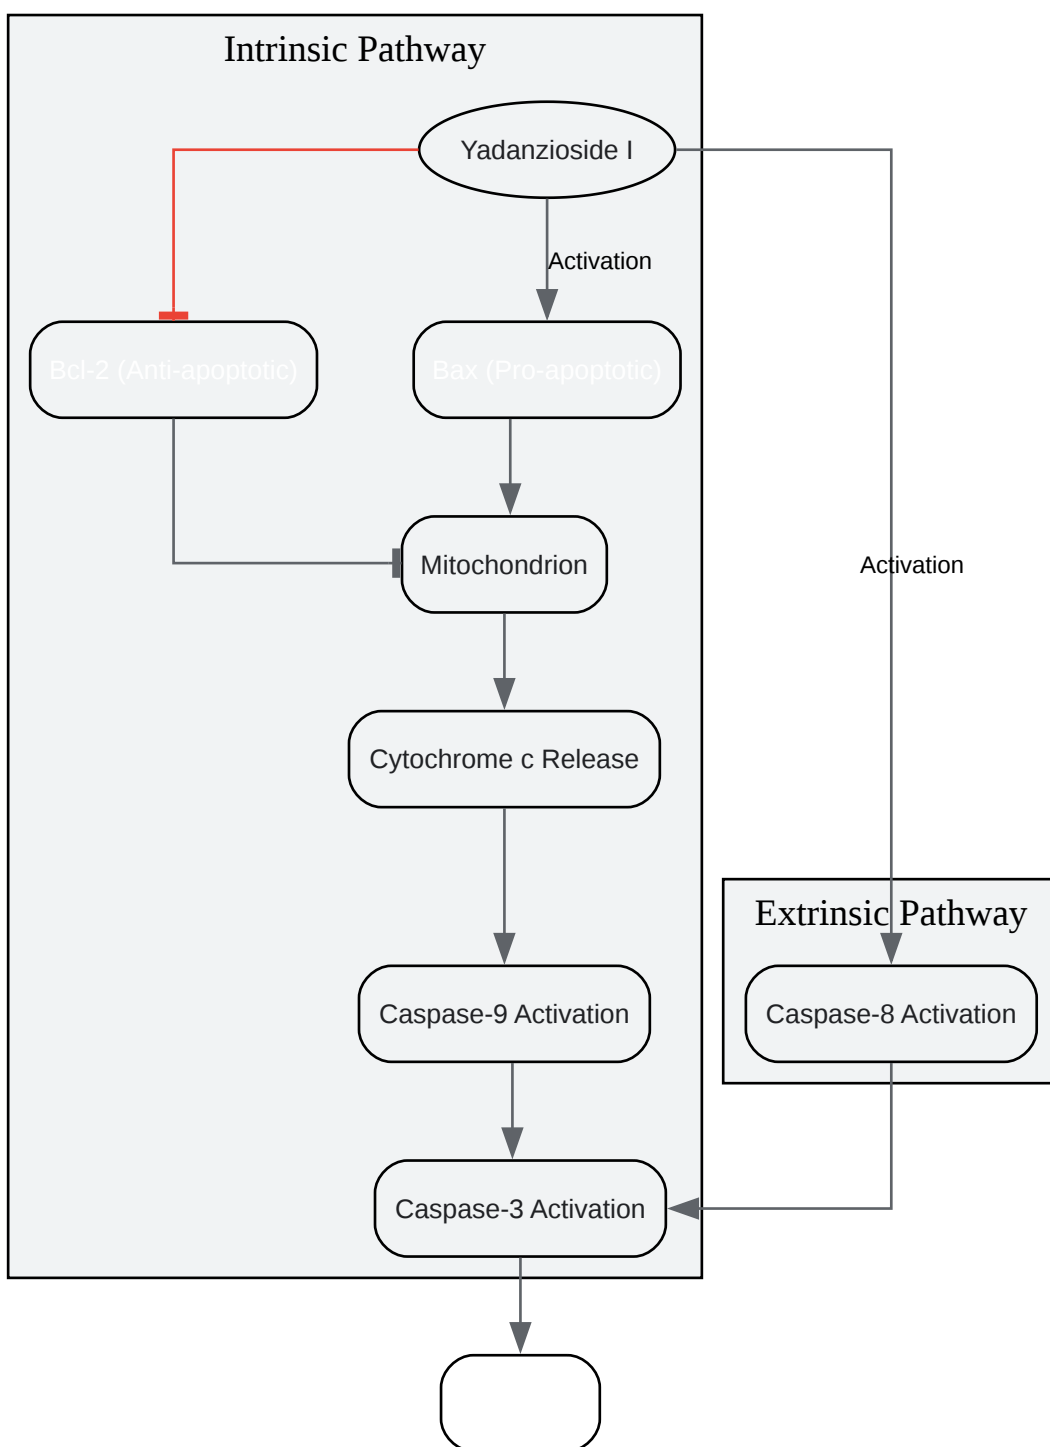 Intrinsic Pathway
Yadanzioside I
Activation
Bcl-2 (Anti-apoptotic)
Bax (Pro-apoptotic)
Mitochondrion
Activation
Cytochrome c Release
Extrinsic Pathway
Caspase-9 Activation
Caspase-8 Activation
Caspase-3 Activation